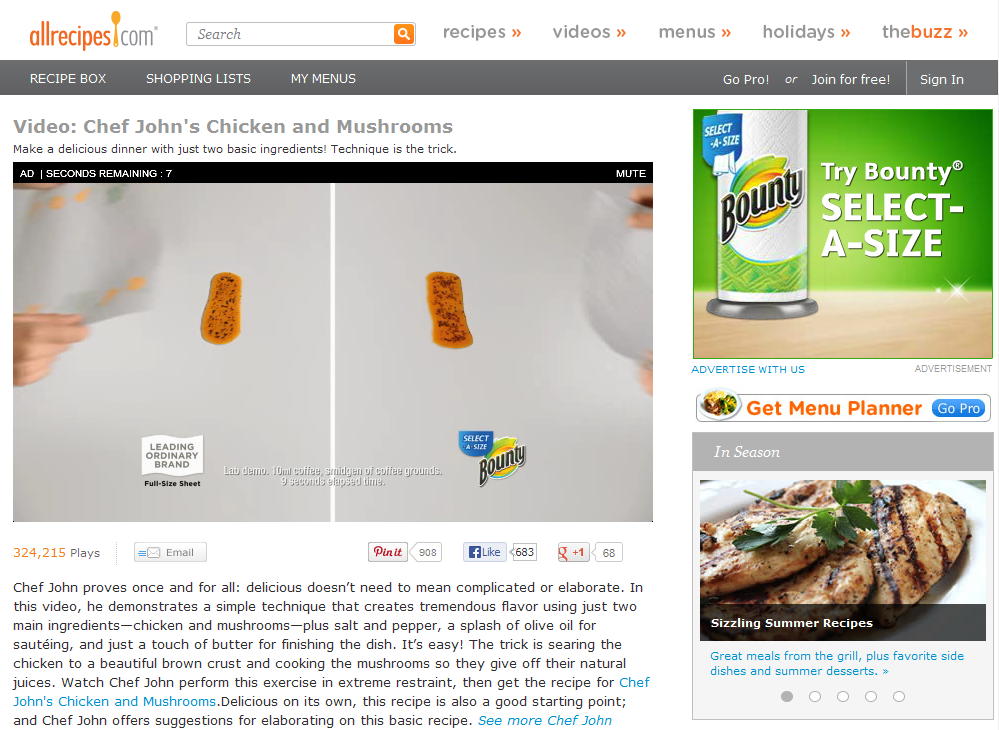 allrecipes.com
Search
recipes »
videos »
menus »
holidays »
thebuzz »
RECIPE BOX
SHOPPING LISTS
MY MENUS
Go Pro! or Join for free!
Sign In
Video: Chef John's Chicken and Mushrooms
Make a delicious dinner with just two basic ingredients! Technique is the trick.
AD | SECONDS REMAINING : 7
MUTE
LEADING
ORDINARY
BRAND
Full-Size Sheet
Lab demo. 10ml coffee, smidgen of coffee grounds.
9 seconds elapsed time.
SELECT
-A-SIZE
Bounty
324,215 Plays
Email
Pin it
908
Like
683
g +1
68
Chef John proves once and for all: delicious doesn’t need to mean complicated or elaborate. In
this video, he demonstrates a simple technique that creates tremendous flavor using just two
main ingredients—chicken and mushrooms—plus salt and pepper, a splash of olive oil for
sautéing, and just a touch of butter for finishing the dish. It’s easy! The trick is searing the
chicken to a beautiful brown crust and cooking the mushrooms so they give off their natural
juices. Watch Chef John perform this exercise in extreme restraint, then get the recipe for Chef
John's Chicken and Mushrooms.Delicious on its own, this recipe is also a good starting point;
and Chef John offers suggestions for elaborating on this basic recipe. See more Chef John
SELECT
-A-SIZE
Bounty
Try Bounty®
SELECT-
A-SIZE
ADVERTISE WITH US
ADVERTISEMENT
Get Menu Planner
Go Pro
In Season
Sizzling Summer Recipes
Great meals from the grill, plus favorite side
dishes and summer desserts. »